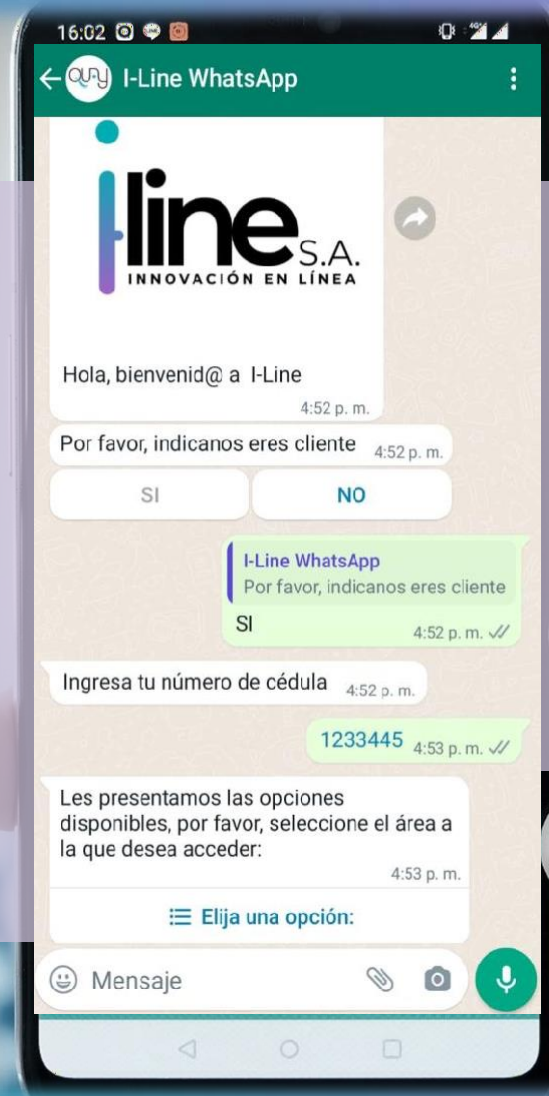 16:02
OUFY I-Line WhatsApp
i-line S.A.
INNOVACIÓN EN LÍNEA
Hola, bienvenid@ a I-Line
4:52 p. m.
Por favor, indicanos eres cliente 4:52 p. m.
SI NO
I-Line WhatsApp
Por favor, indicanos eres cliente
SI
4:52 p. m.
Ingresa tu número de cédula 4:52 p. m.
1233445 4:53 p. m.
Les presentamos las opciones
disponibles, por favor, seleccione el área a
la que desea acceder:
4:53 p. m.
Elija una opción:
Mensaje